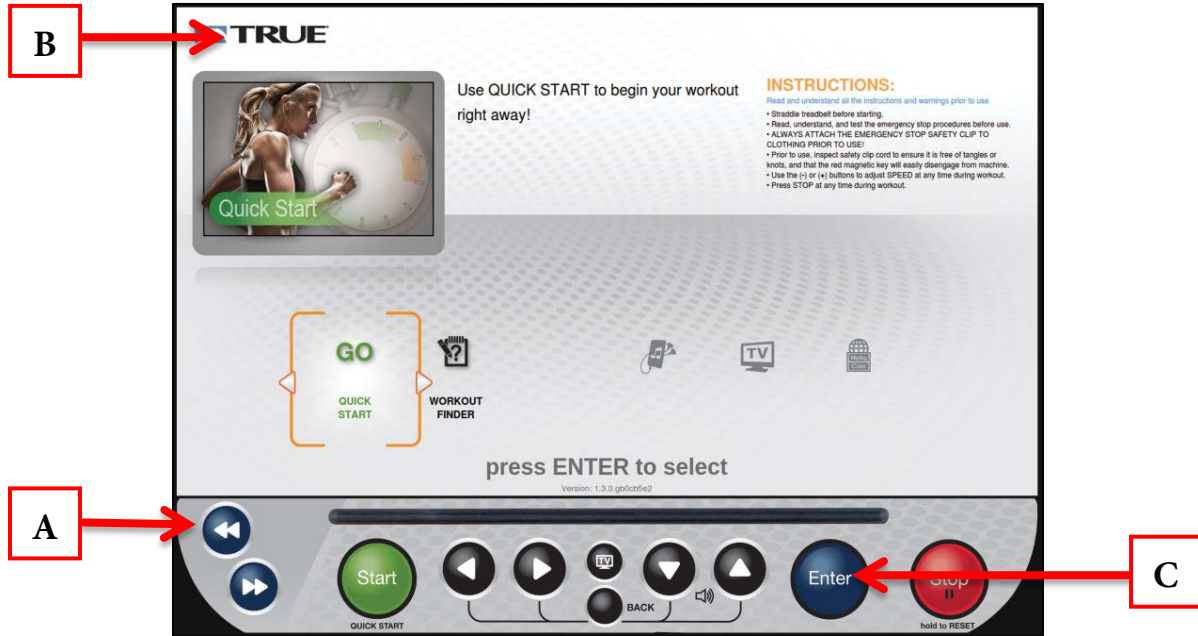 B
TRUE
Use QUICK START to begin your workout
right away!
Quick Start
INSTRUCTIONS:
Read and understand all the instructions and warnings prior to use
• Straddle treadbelt before starting.
• Read, understand, and test the emergency stop procedures before use.
• ALWAYS ATTACH THE EMERGENCY STOP SAFETY CLIP TO
CLOTHING PRIOR TO USE!
• Prior to use, inspect safety clip cord to ensure it is free of tangles or
knots, and that the red magnetic key will easily disengage from machine.
• Use the (-) or (+) buttons to adjust SPEED at any time during workout.
• Press STOP at any time during workout.
GO
QUICK
START
?
WORKOUT
FINDER
TV
Hello
Ciao
press ENTER to select
Version: 1.3.0.gb0cb5e2
A
Start
QUICK START
TV
BACK
Enter
Stop
hold to RESET
C